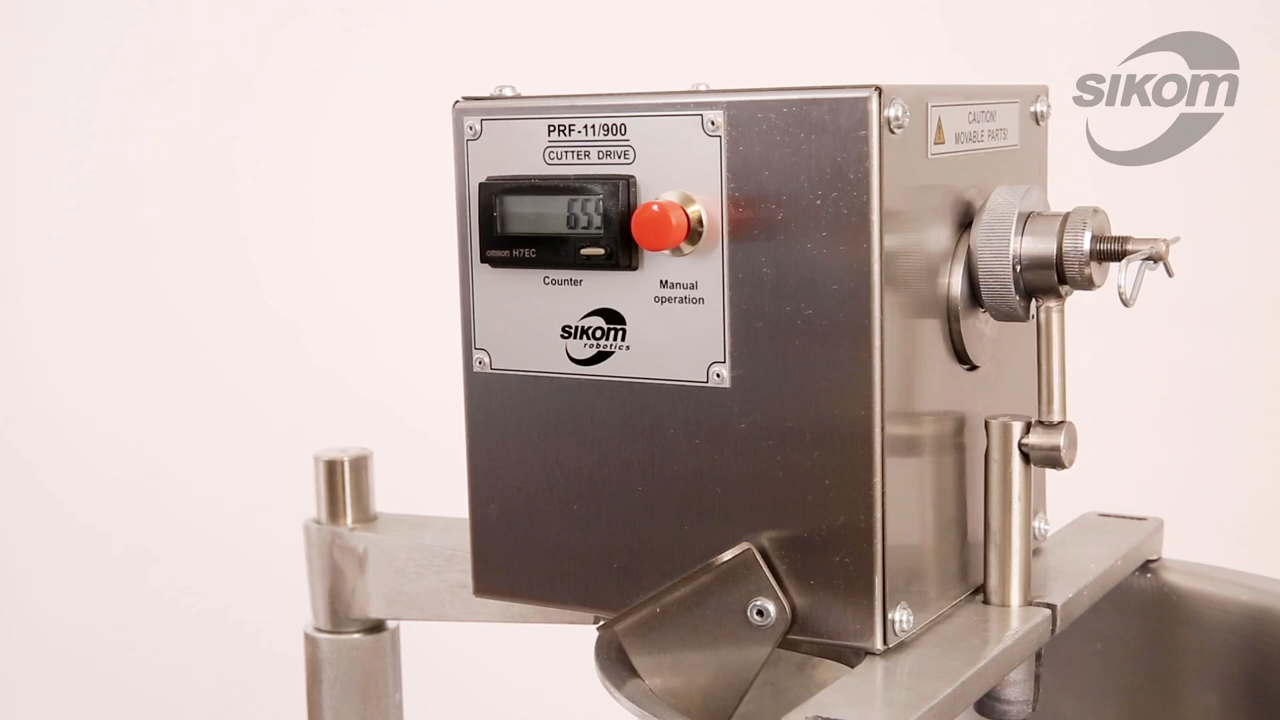 PRF-11/900
CUTTER DRIVE
659
OMRON H7EC
Counter
Manual
operation
SIKOM
robotics
CAUTION!
MOVABLE PARTS!
SIKOM